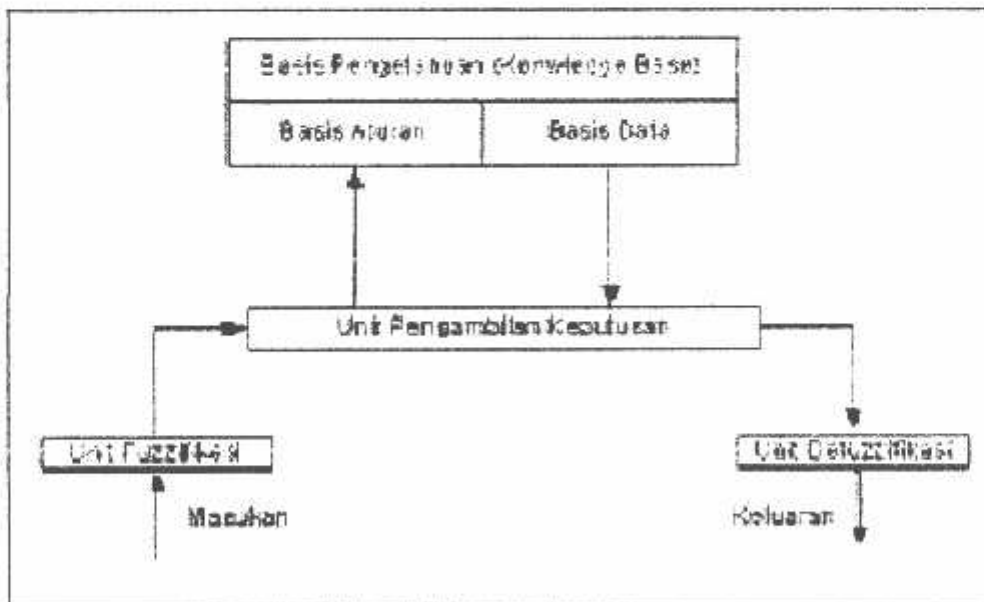 Basis Pengetahuan (Knowledge Base)
Basis Aturan
Basis Data
Unit Pengambilan Keputusan
Unit Fuzzifikasi
Unit Defuzzifikasi
Masukan
Keluaran